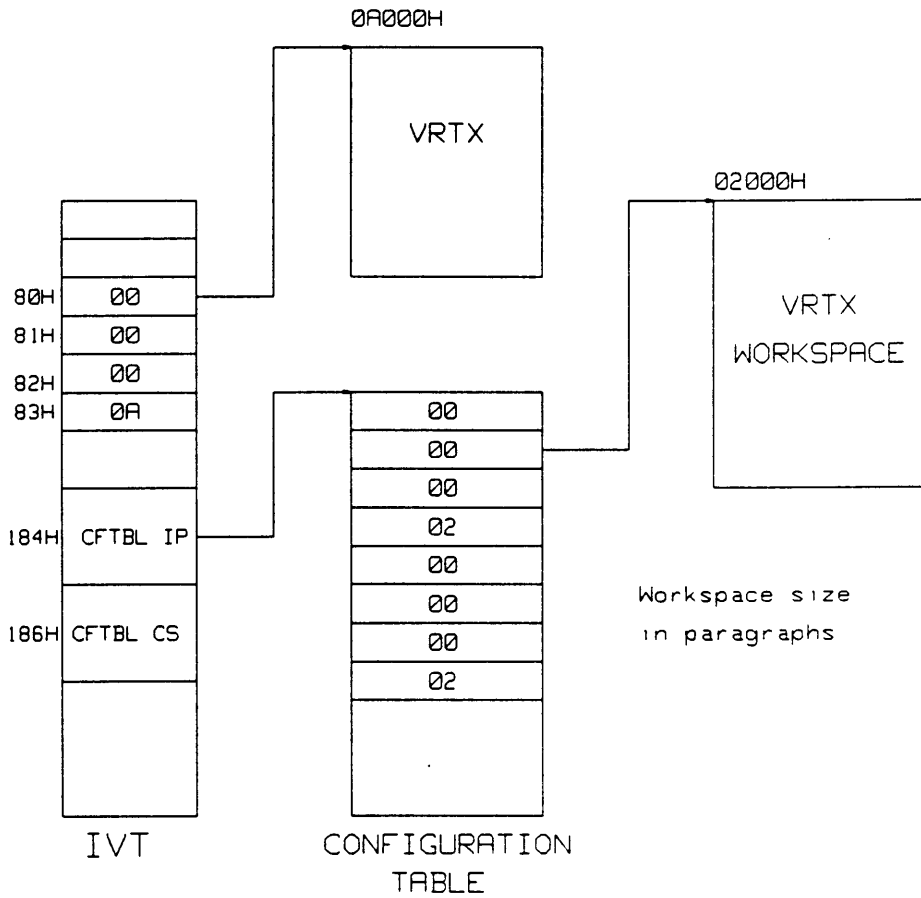 0A000H
VRTX
02000H
VRTX
WORKSPACE
80H 00
81H 00
82H 00
83H 0A
184H CFTBL IP
186H CFTBL CS
00
00
00
02
00
00
00
02
Workspace size
in paragraphs
IVT
CONFIGURATION
TABLE